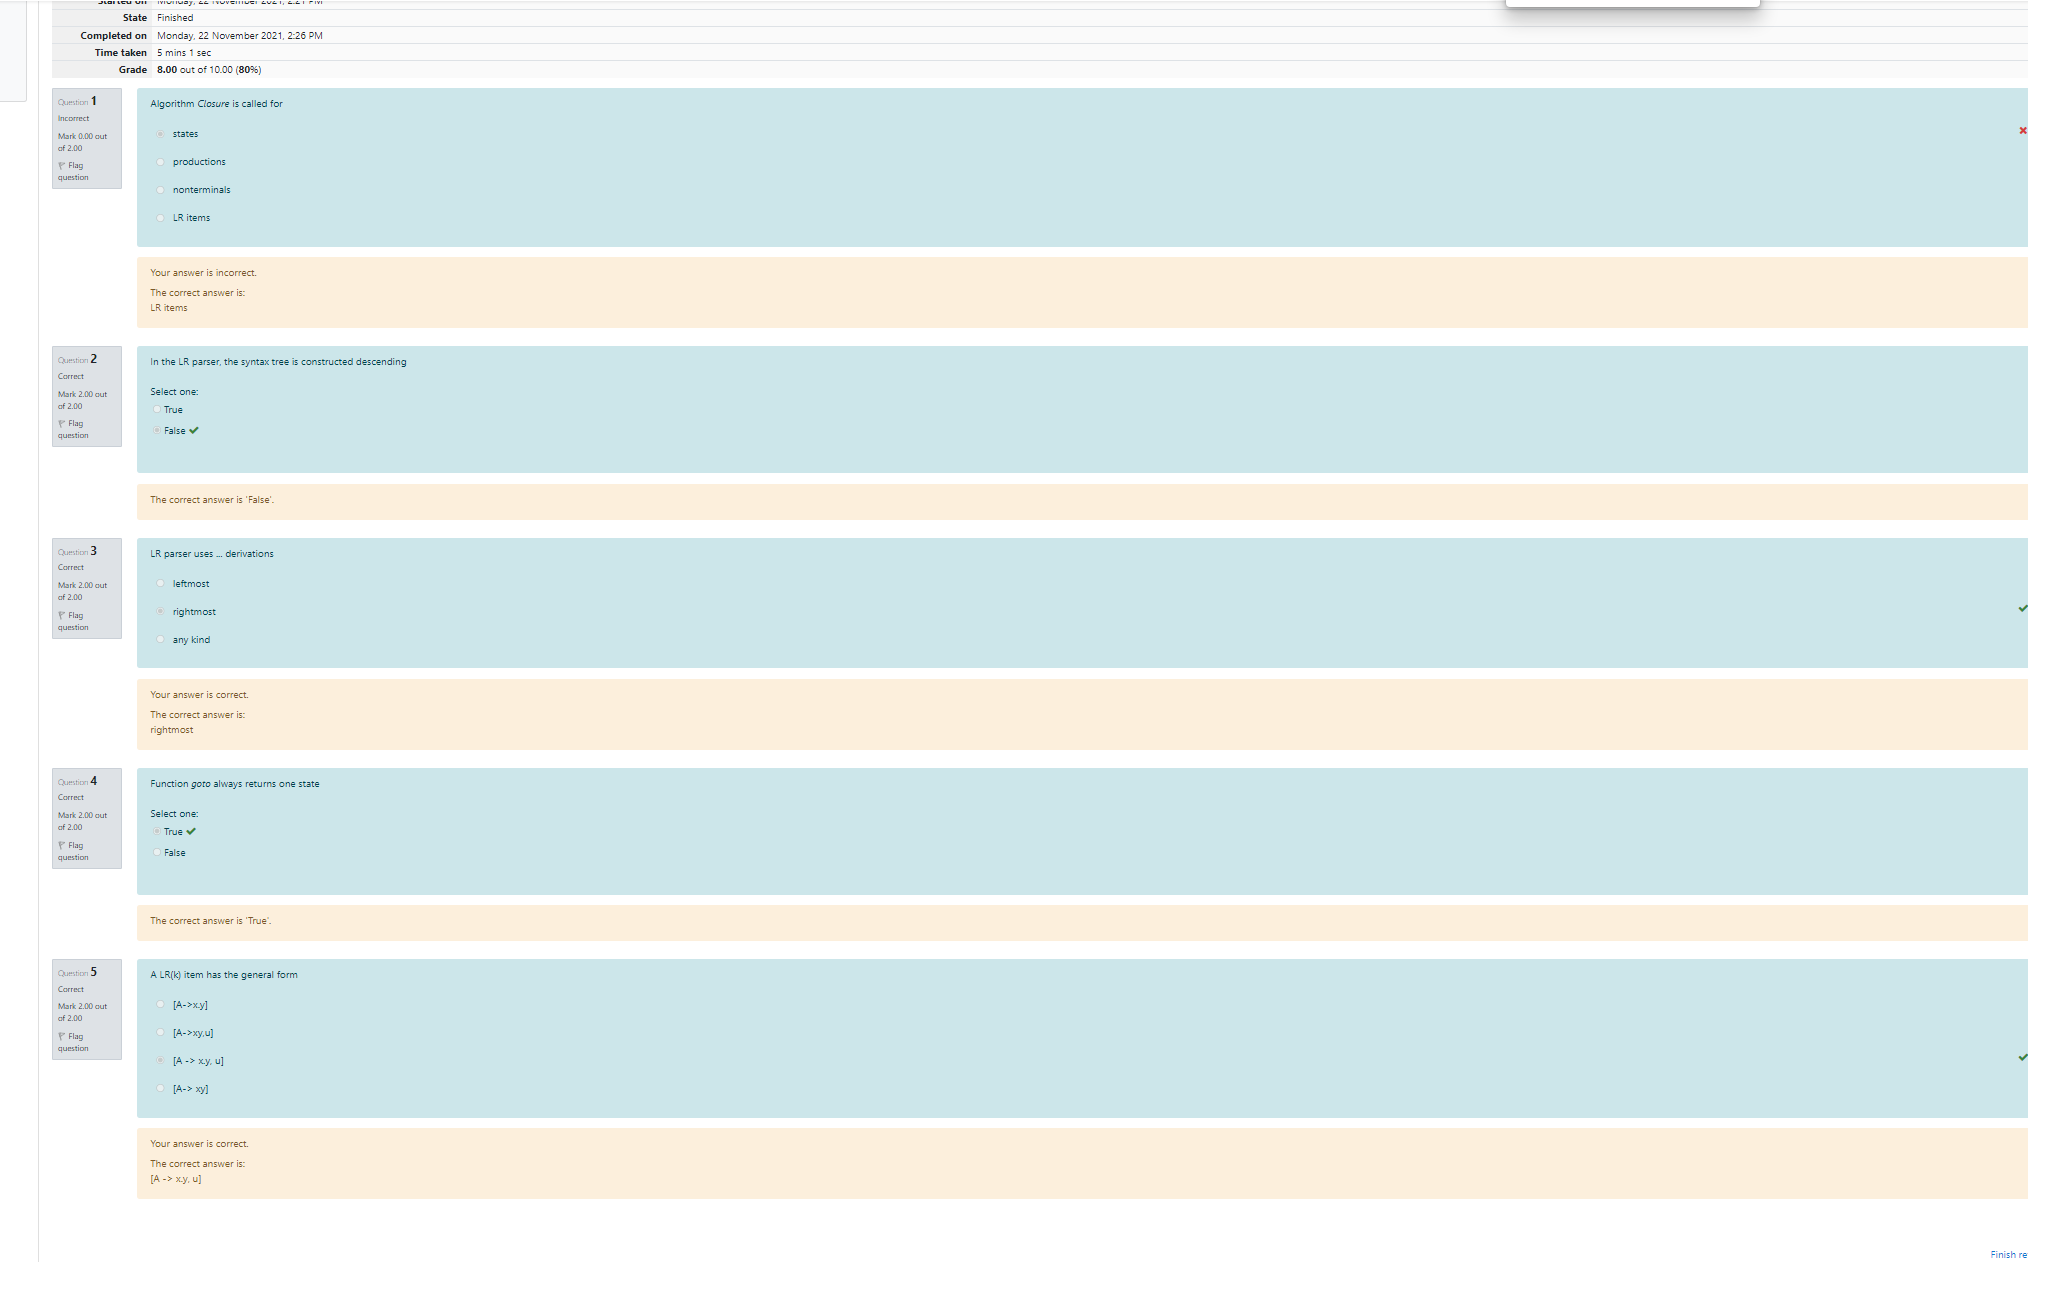 Started on Monday, 22 November 2021, 2:21 PM
State Finished
Completed on Monday, 22 November 2021, 2:26 PM
Time taken 5 mins 1 sec
Grade 8.00 out of 10.00 (80%)
Question 1
Incorrect
Mark 0.00 out
of 2.00
Flag
question
Algorithm Closure is called for
states
productions
nonterminals
LR items
Your answer is incorrect.
The correct answer is:
LR items
Question 2
Correct
Mark 2.00 out
of 2.00
Flag
question
In the LR parser, the syntax tree is constructed descending
Select one:
True
False
The correct answer is 'False'.
Question 3
Correct
Mark 2.00 out
of 2.00
Flag
question
LR parser uses ... derivations
leftmost
rightmost
any kind
Your answer is correct.
The correct answer is:
rightmost
Question 4
Correct
Mark 2.00 out
of 2.00
Flag
question
Function goto always returns one state
Select one:
True
False
The correct answer is 'True'.
Question 5
Correct
Mark 2.00 out
of 2.00
Flag
question
A LR(k) item has the general form
[A->x.y]
[A->xy.u]
[A -> x.y, u]
[A-> xy]
Your answer is correct.
The correct answer is:
[A -> x.y, u]
Finish re